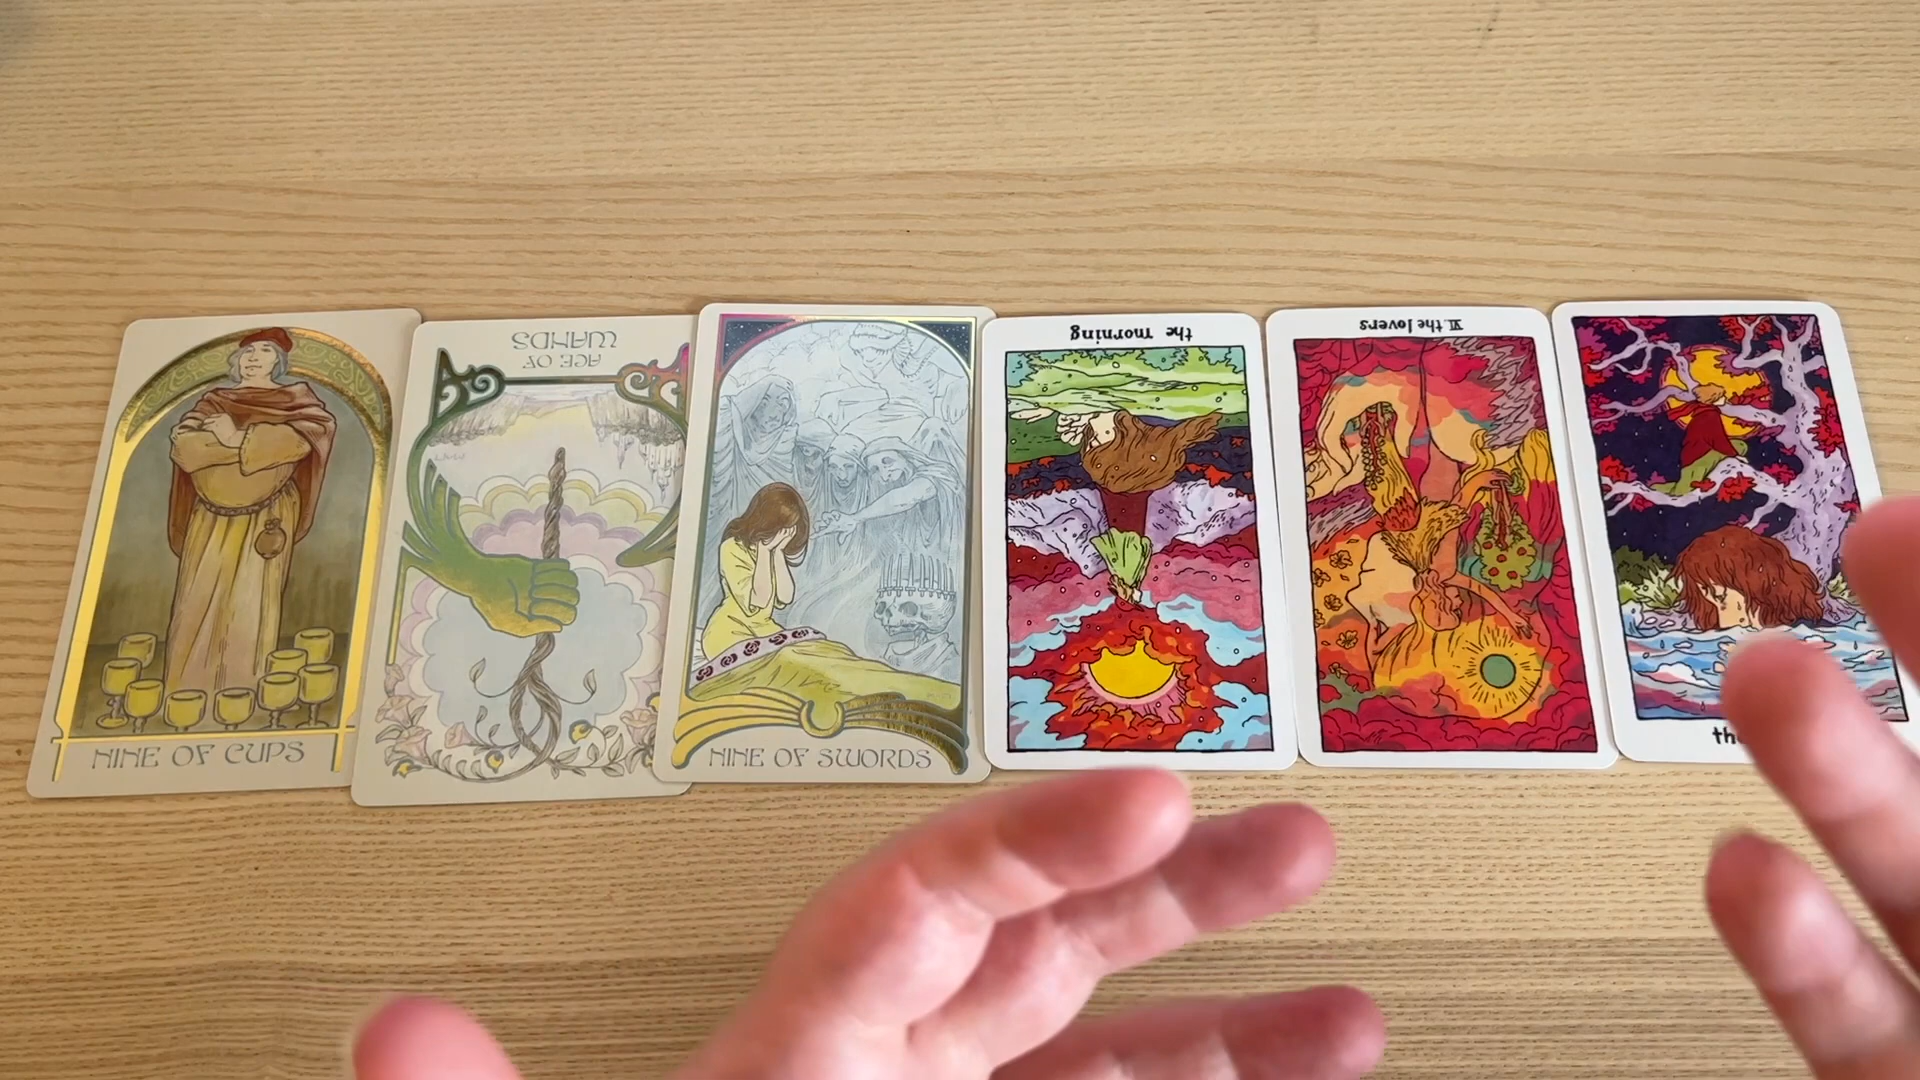 NINE OF CUPS
ACE OF
WANDS
NINE OF SWORDS
the morning
VI. the lovers